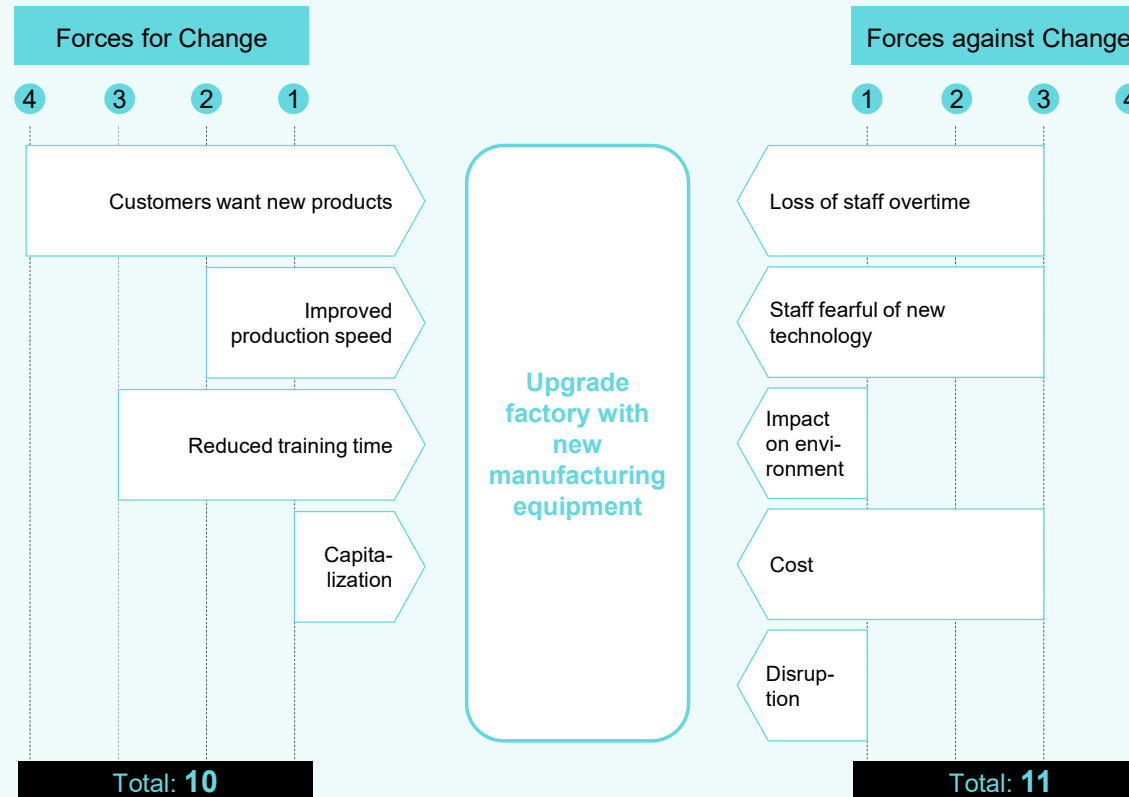 Forces for Change
Forces against Change
4
3
2
1
1
2
3
4
Customers want new products
Improved
production speed
Reduced training time
Capita-
lization
Upgrade
factory with
new
manufacturing
equipment
Loss of staff overtime
Staff fearful of new
technology
Impact
on envi-
ronment
Cost
Disrup-
tion
Total: 10
Total: 11